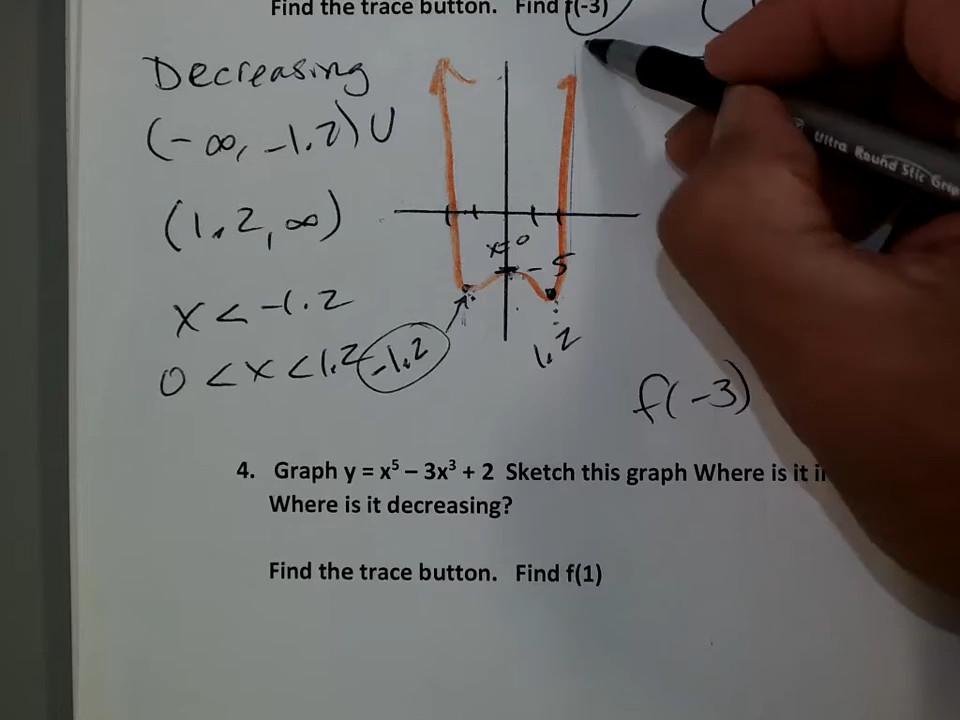 Find the trace button. Find f(-3)
Decreasing
(-∞, -1.2) U
(1.2, ∞)
x < -1.2
0 < x < 1.2
-1.2
x=0
-5
1.2
f(-3)
Ultra Round Stic Grip
4. Graph y = x⁵ – 3x³ + 2 Sketch this graph Where is it
Where is it decreasing?
Find the trace button. Find f(1)